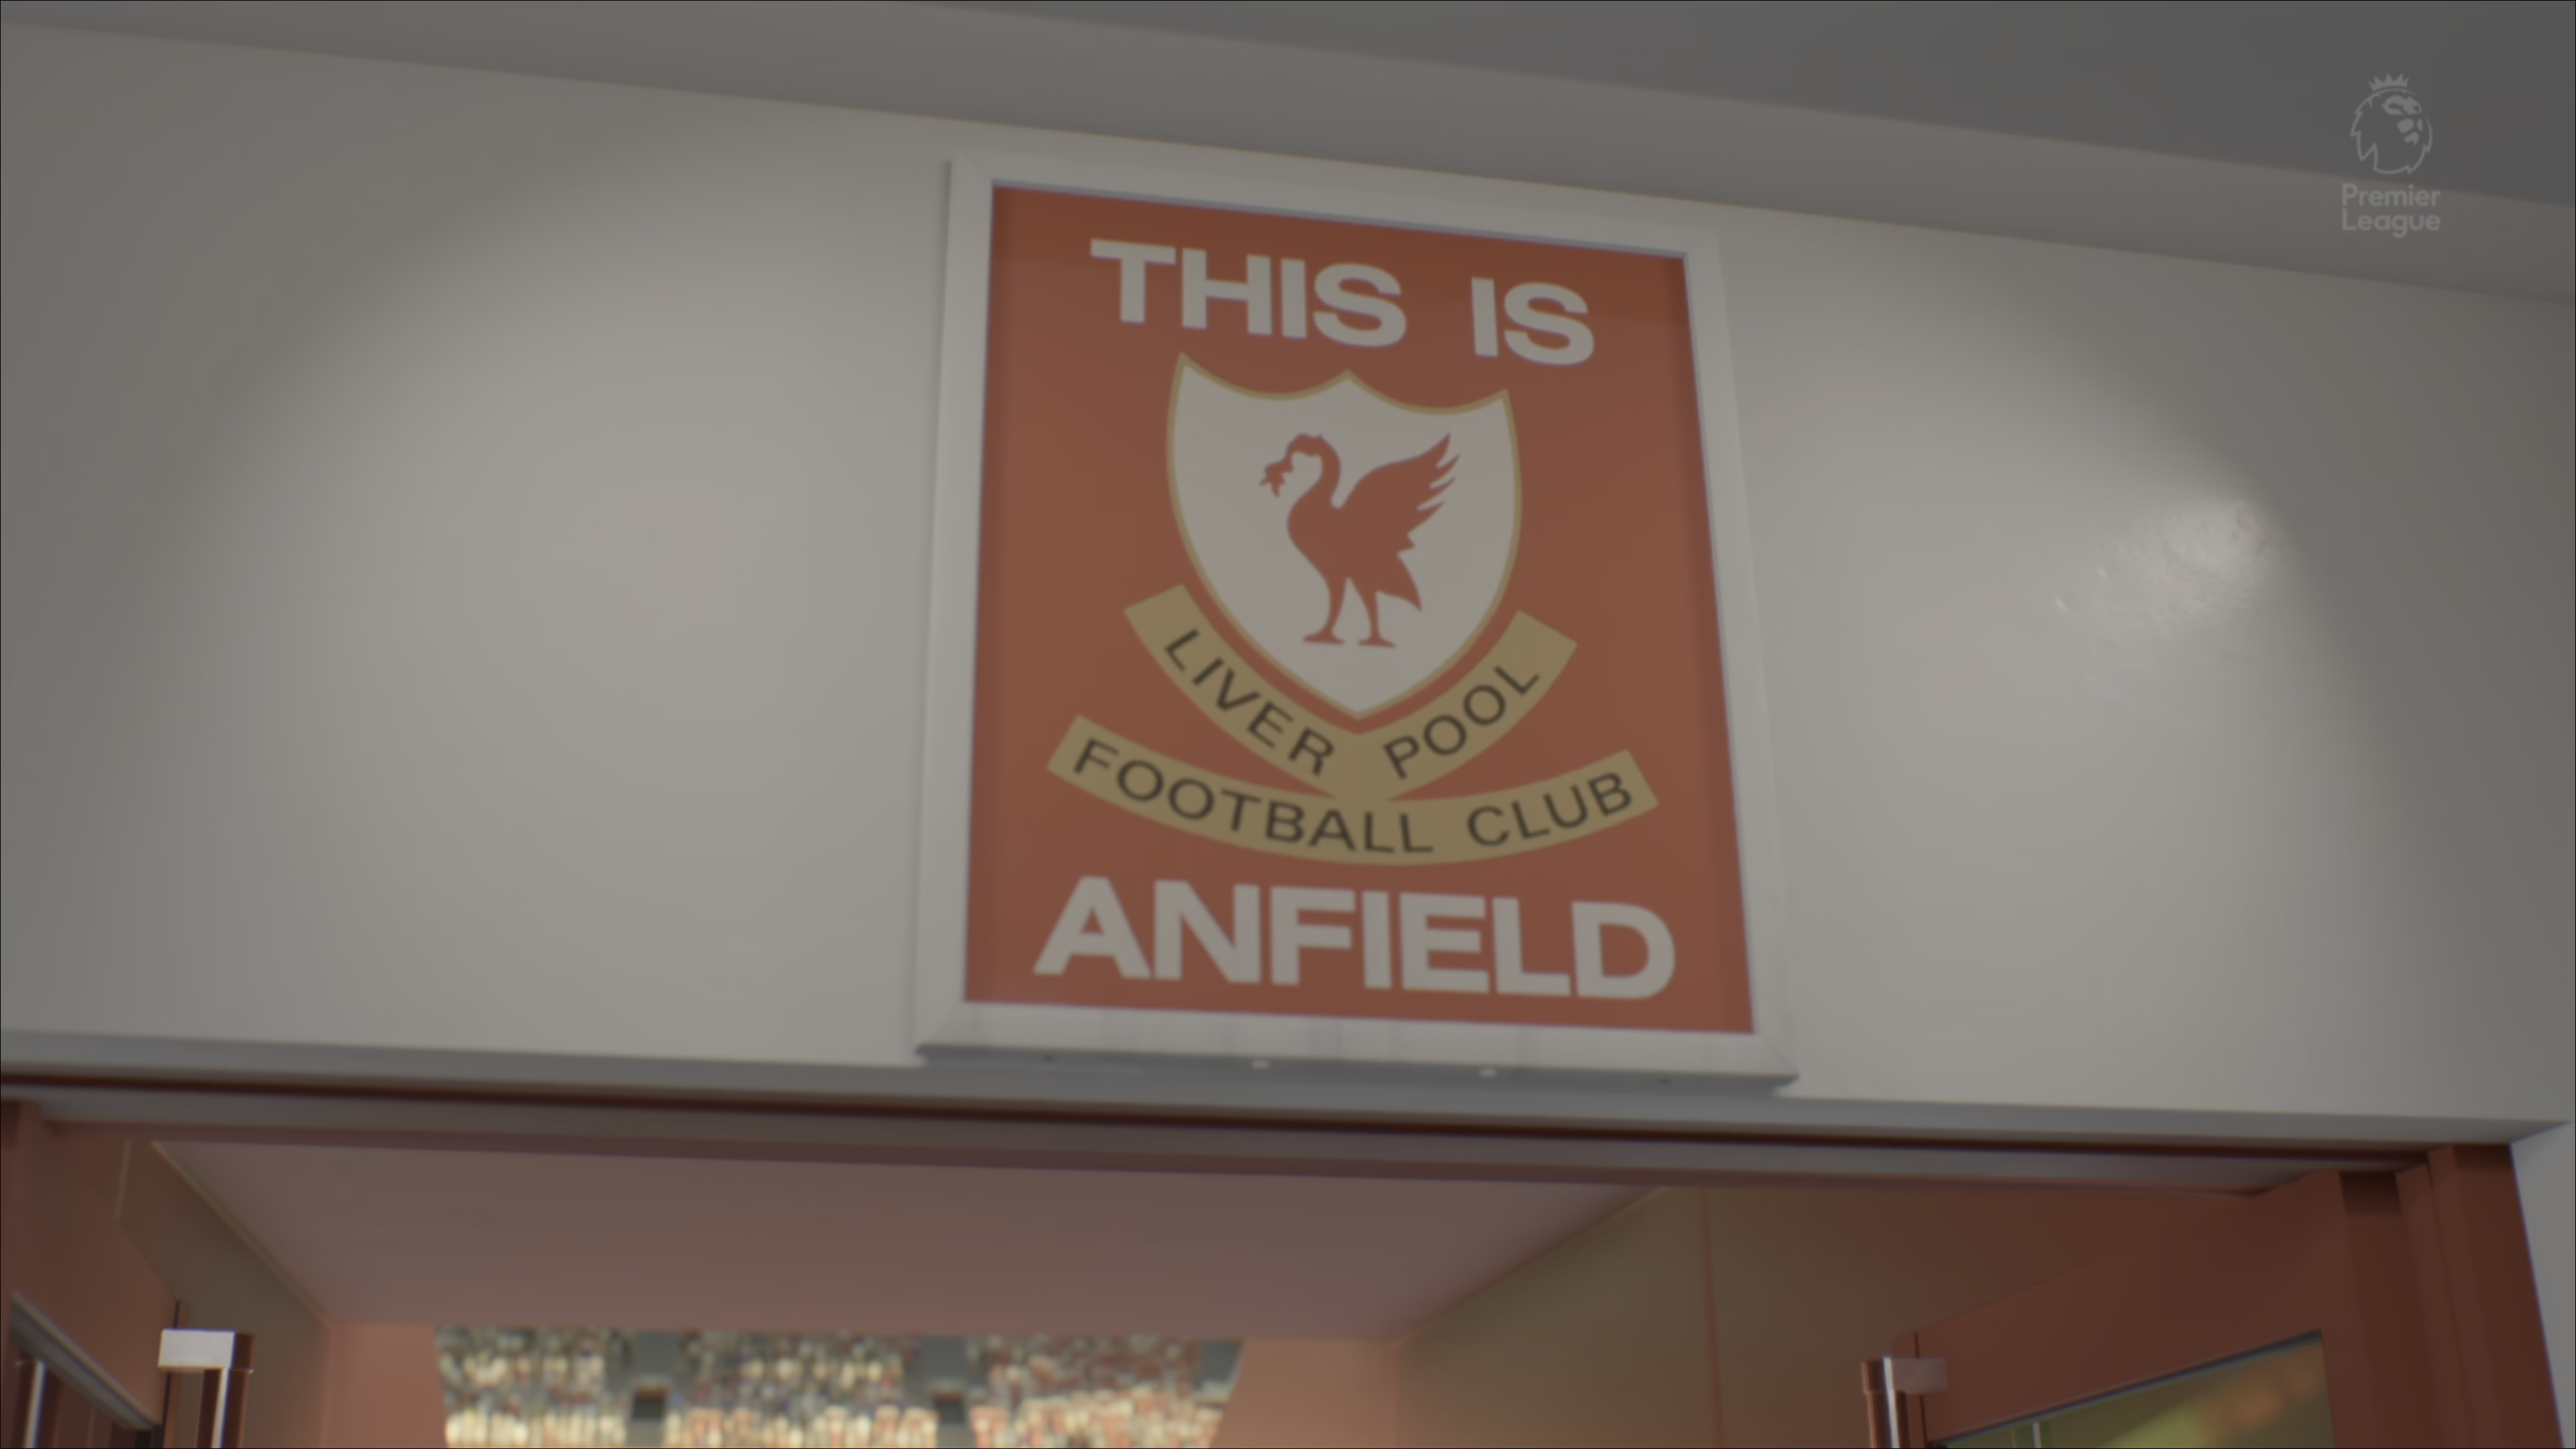 THIS IS
LIVER POOL
FOOTBALL CLUB
ANFIELD
Premier
League